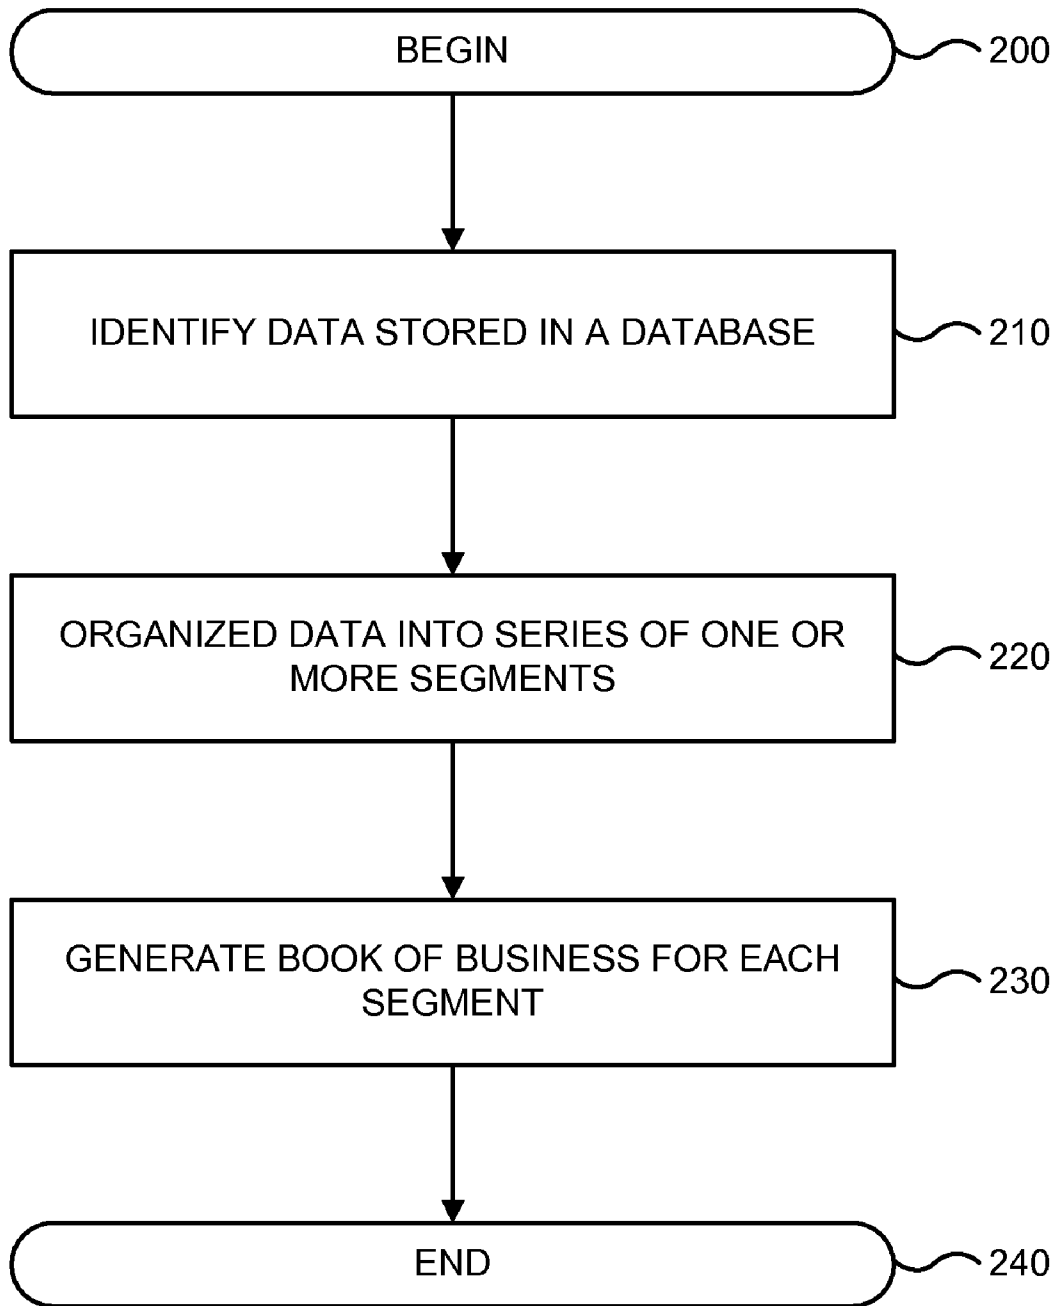 BEGIN
200
IDENTIFY DATA STORED IN A DATABASE
210
ORGANIZED DATA INTO SERIES OF ONE OR
MORE SEGMENTS
220
GENERATE BOOK OF BUSINESS FOR EACH
SEGMENT
230
END
240